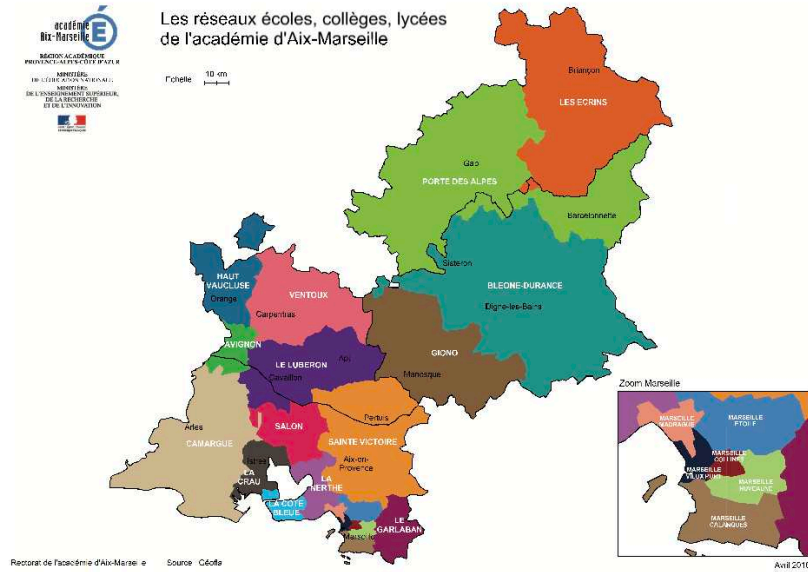 académie
Aix-Marseille
RÉGION ACADÉMIQUE
PROVENCE-ALPES-CÔTE D'AZUR
MINISTÈRE
DE L'ÉDUCATION NATIONALE
MINISTÈRE
DE L'ENSEIGNEMENT SUPÉRIEUR,
DE LA RECHERCHE
ET DE L'INNOVATION
Les réseaux écoles, collèges, lycées
de l'académie d'Aix-Marseille
Echelle
10 km
Briançon
LES ECRINS
Gap
PORTE DES ALPES
Barcelonnette
Sisteron
BLEONE-DURANCE
Digne-les-Bains
HAUT
VAUCLUSE
Orange
VENTOUX
Carpentras
AVIGNON
LE LUBERON
Apt
Cavaillon
GIONO
Manosque
Pertuis
Arles
CAMARGUE
SALON
SAINTE VICTOIRE
Istres
Aix-en-
Provence
LA
CRAU
LA
NERTHE
LA COTE
BLEUE
LE
GARLABAN
Marseille
Zoom Marseille
MARSEILLE
MADRAGUE
MARSEILLE
ETOILE
MARSEILLE
COLLINES
MARSEILLE
VIEUX PORT
MARSEILLE
HUVEAUNE
MARSEILLE
CALANQUES
Rectorat de l'académie d'Aix-Marseille
Source
Avril 2018